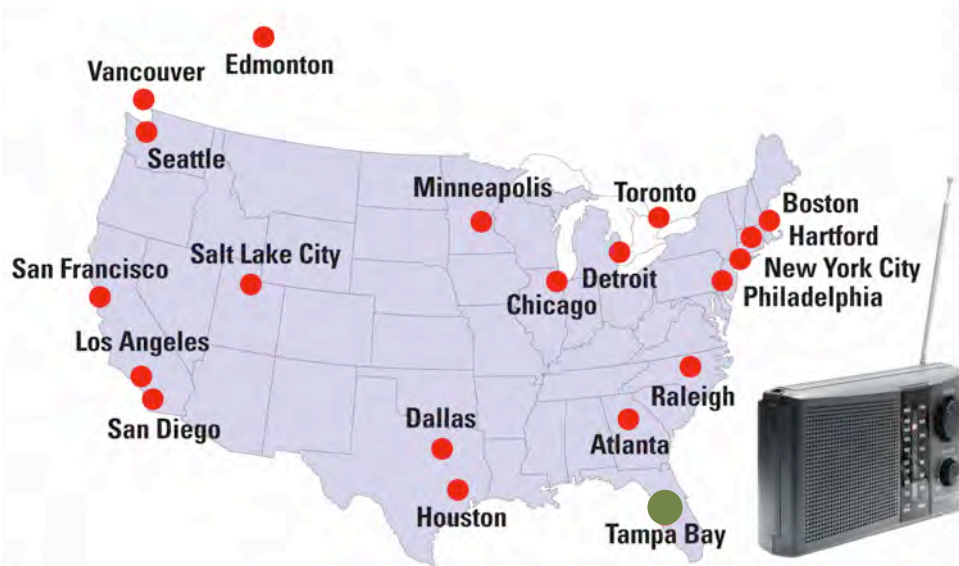 Edmonton
Vancouver
Seattle
Minneapolis
Toronto
Boston
Hartford
New York City
Philadelphia
Detroit
Chicago
Salt Lake City
San Francisco
Los Angeles
San Diego
Raleigh
Dallas
Atlanta
Houston
Tampa Bay